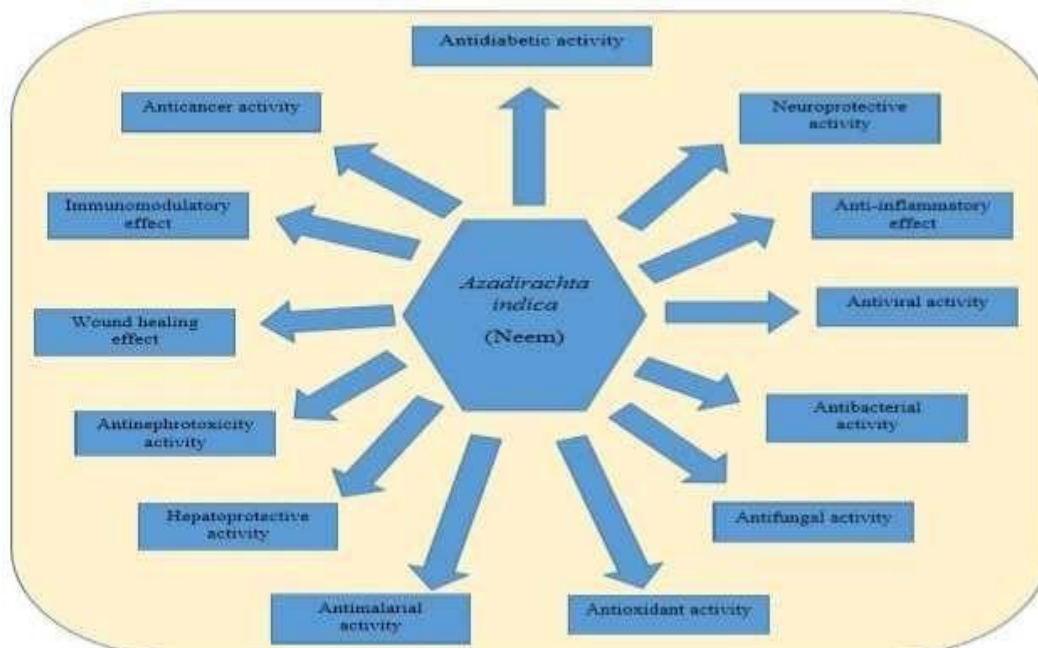 Antidiabetic activity
Anticancer activity
Neuroprotective
activity
Immunomodulatory
effect
Anti-inflammatory
effect
Azadirachta
indica
(Neem)
Wound healing
effect
Antiviral activity
Antinephrotoxicity
activity
Antibacterial
activity
Hepatoprotective
activity
Antifungal activity
Antimalarial
activity
Antioxidant activity